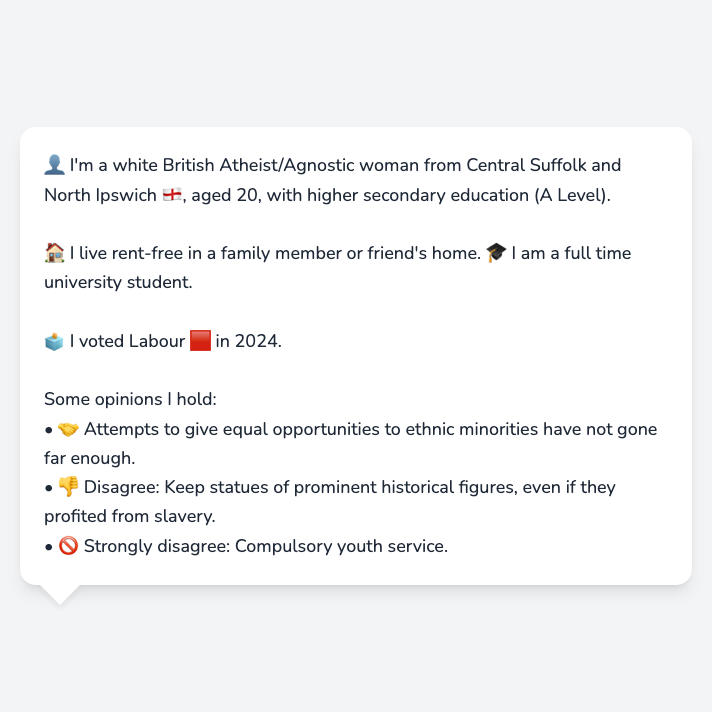 👤 I'm a white British Atheist/Agnostic woman from Central Suffolk and
North Ipswich 🏴󠁧󠁢󠁥󠁮󠁧󠁿, aged 20, with higher secondary education (A Level).
🏠 I live rent-free in a family member or friend's home. 🎓 I am a full time
university student.
🗳️ I voted Labour 🟥 in 2024.
Some opinions I hold:
• 🤝 Attempts to give equal opportunities to ethnic minorities have not gone
far enough.
• 👎 Disagree: Keep statues of prominent historical figures, even if they
profited from slavery.
• 🚫 Strongly disagree: Compulsory youth service.